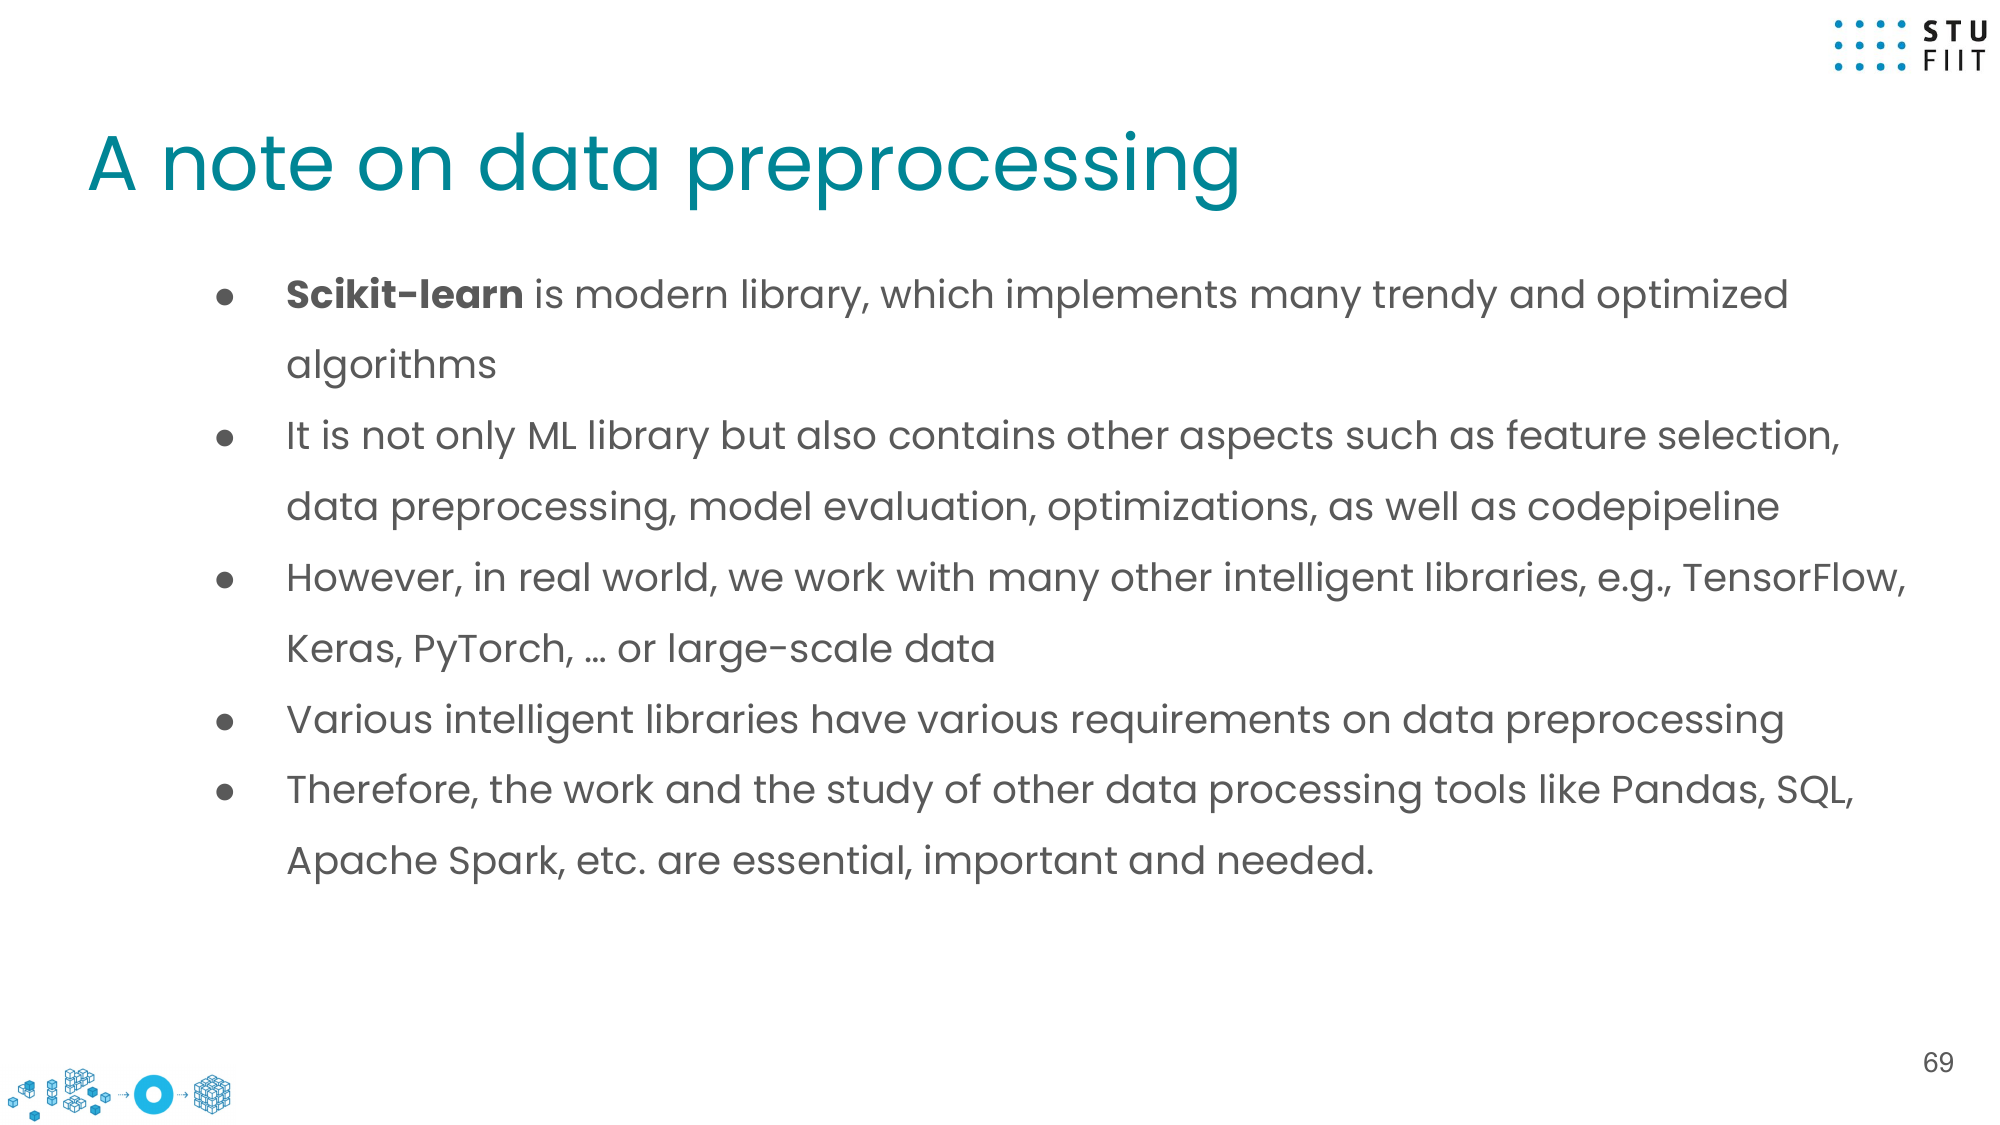 STU
FIIT
A note on data preprocessing
● Scikit-learn is modern library, which implements many trendy and optimized
algorithms
● It is not only ML library but also contains other aspects such as feature selection,
data preprocessing, model evaluation, optimizations, as well as codepipeline
● However, in real world, we work with many other intelligent libraries, e.g., TensorFlow,
Keras, PyTorch, … or large-scale data
● Various intelligent libraries have various requirements on data preprocessing
● Therefore, the work and the study of other data processing tools like Pandas, SQL,
Apache Spark, etc. are essential, important and needed.
69